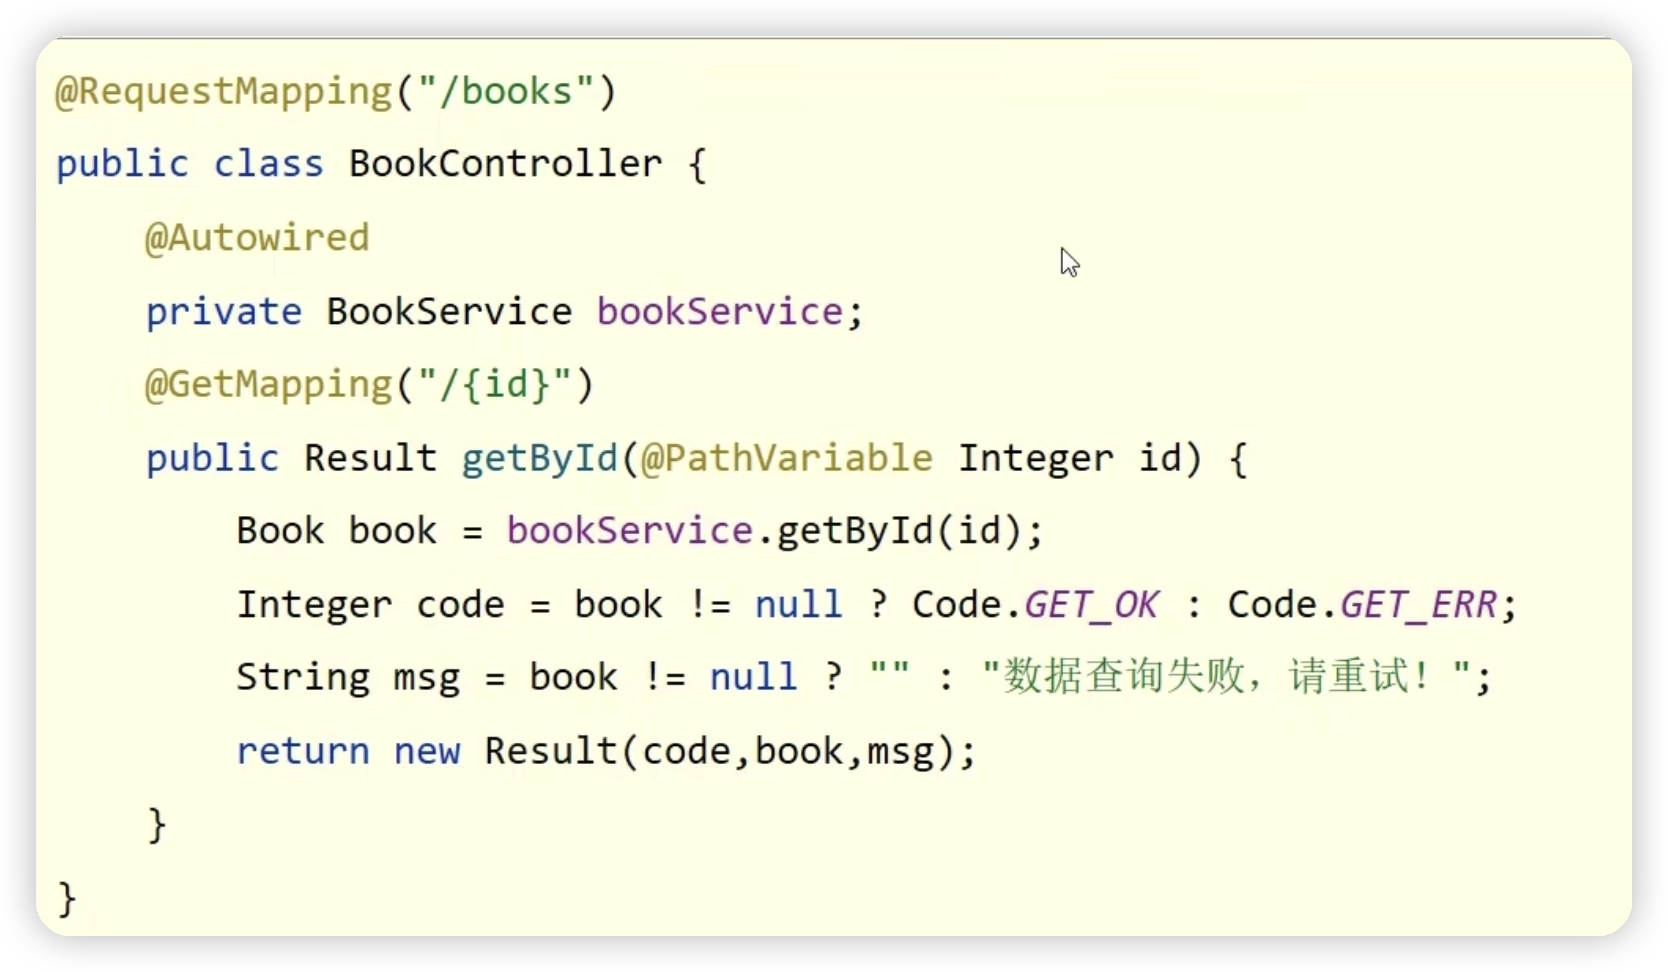 @RequestMapping("/books")
public class BookController {
@Autowired
private BookService bookService;
@GetMapping("/{id}")
public Result getById(@PathVariable Integer id) {
Book book = bookService.getById(id);
Integer code = book != null ? Code.GET_OK : Code.GET_ERR;
String msg = book != null ? "" : "数据查询失败，请重试！";
return new Result(code,book,msg);
}
}